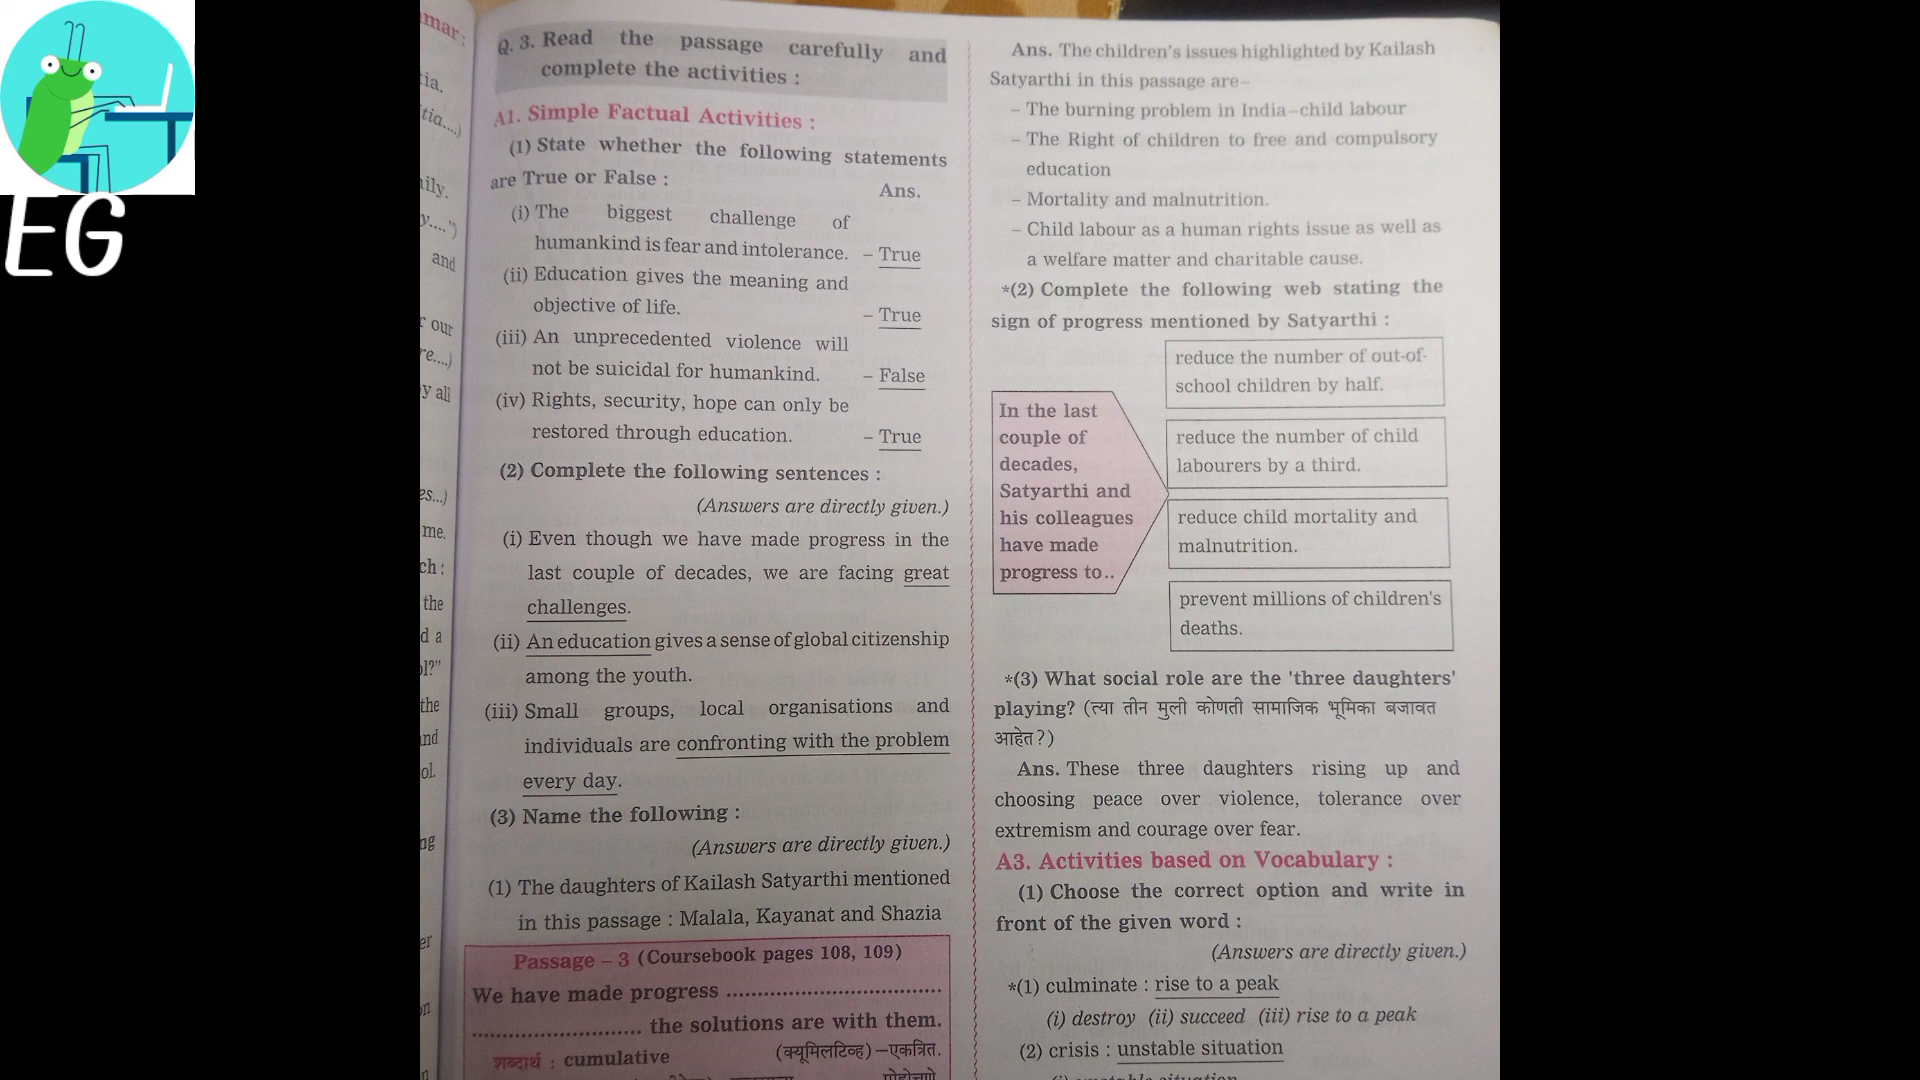 EG
mar:
ia.
tia....)
ily.
y....")
and
our
re....)
y all
es...)
me.
ch:
the
d a
ol?"
the
nd
ol.
ng
er
on
Q. 3. Read the passage carefully and
complete the activities :
A1. Simple Factual Activities :
(1) State whether the following statements
are True or False :
Ans.
(i) The biggest challenge of
humankind is fear and intolerance. – True
(ii) Education gives the meaning and
objective of life. – True
(iii) An unprecedented violence will
not be suicidal for humankind. – False
(iv) Rights, security, hope can only be
restored through education. – True
(2) Complete the following sentences :
(Answers are directly given.)
(i) Even though we have made progress in the
last couple of decades, we are facing great
challenges.
(ii) An education gives a sense of global citizenship
among the youth.
(iii) Small groups, local organisations and
individuals are confronting with the problem
every day.
(3) Name the following :
(Answers are directly given.)
(1) The daughters of Kailash Satyarthi mentioned
in this passage : Malala, Kayanat and Shazia
Passage – 3 (Coursebook pages 108, 109)
We have made progress ...................................
........................... the solutions are with them.
शब्दार्थ : cumulative (क्यूमिलटिव्ह) –एकत्रित.
Ans. The children's issues highlighted by Kailash
Satyarthi in this passage are–
– The burning problem in India–child labour
– The Right of children to free and compulsory
education
– Mortality and malnutrition.
– Child labour as a human rights issue as well as
a welfare matter and charitable cause.
*(2) Complete the following web stating the
sign of progress mentioned by Satyarthi :
In the last
couple of
decades,
Satyarthi and
his colleagues
have made
progress to..
reduce the number of out-of-
school children by half.
reduce the number of child
labourers by a third.
reduce child mortality and
malnutrition.
prevent millions of children's
deaths.
*(3) What social role are the 'three daughters'
playing? (त्या तीन मुली कोणती सामाजिक भूमिका बजावत
आहेत?)
Ans. These three daughters rising up and
choosing peace over violence, tolerance over
extremism and courage over fear.
A3. Activities based on Vocabulary :
(1) Choose the correct option and write in
front of the given word :
(Answers are directly given.)
*(1) culminate : rise to a peak
(i) destroy (ii) succeed (iii) rise to a peak
(2) crisis : unstable situation